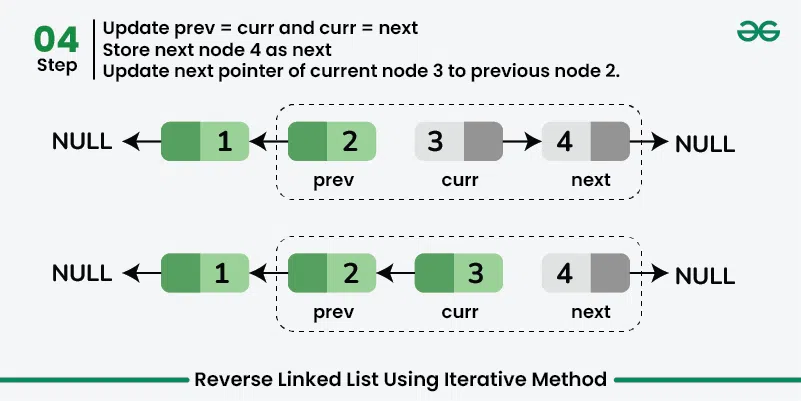 04
Step
Update prev = curr and curr = next
Store next node 4 as next
Update next pointer of current node 3 to previous node 2.
NULL 1 2 3 4 NULL
prev curr next
NULL 1 2 3 4 NULL
prev curr next
Reverse Linked List Using Iterative Method